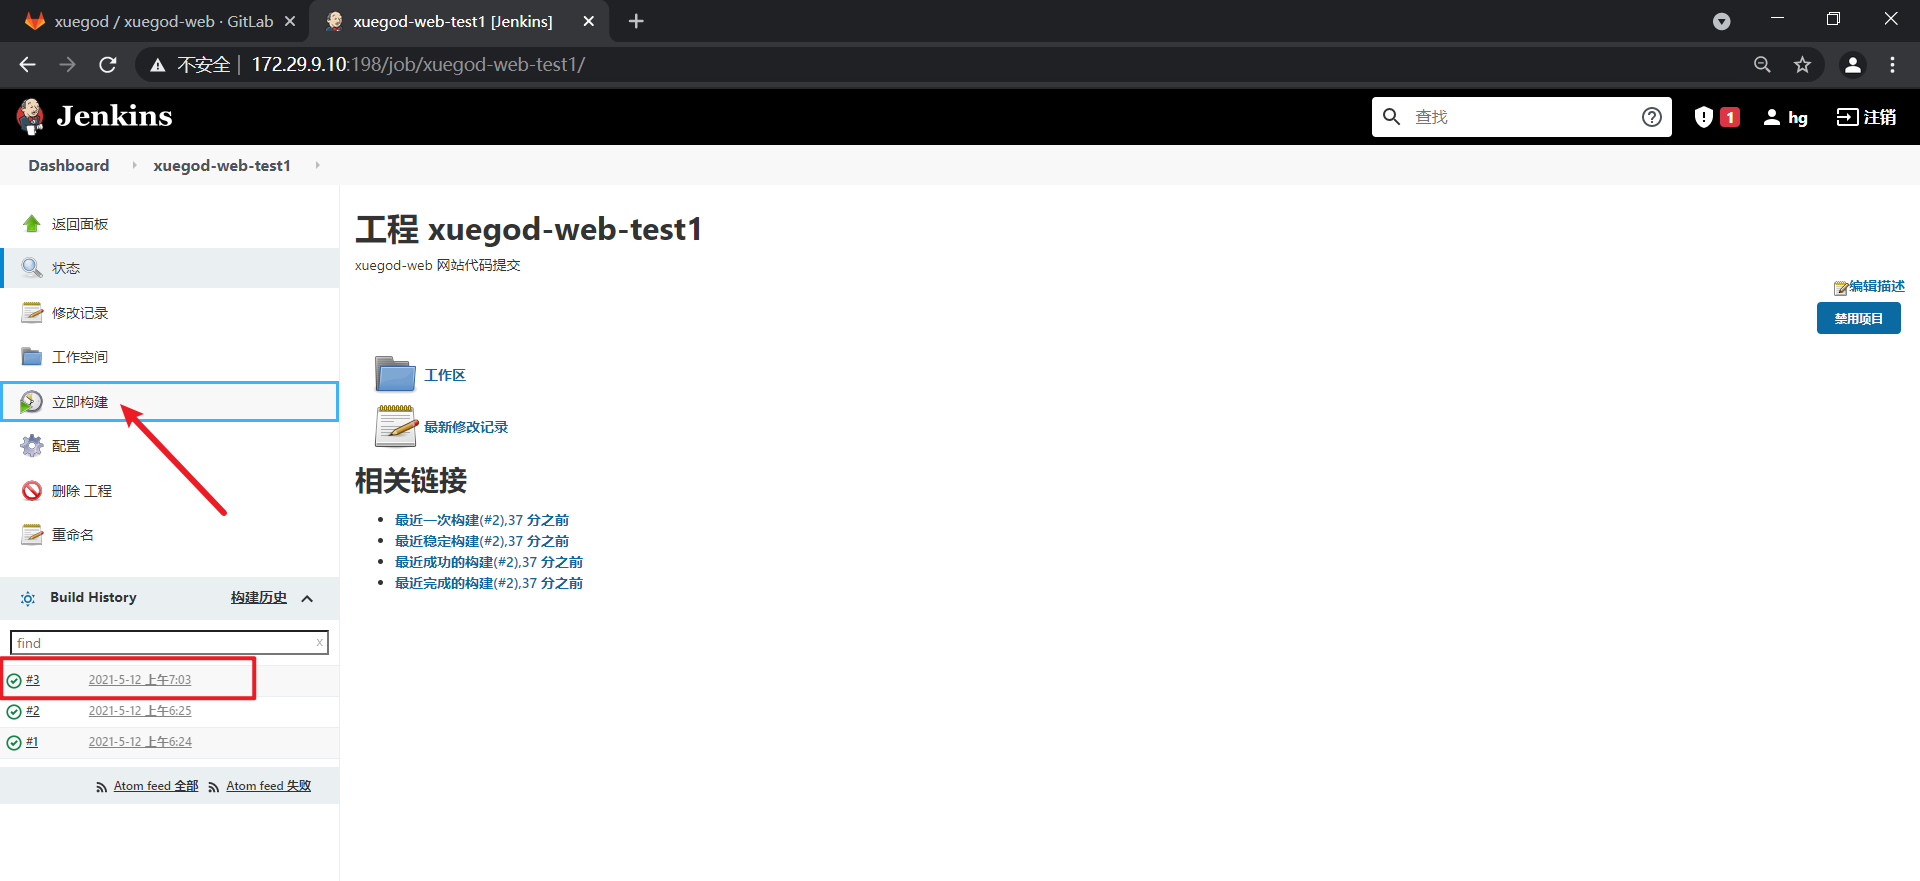 xuegod / xuegod-web · GitLab
xuegod-web-test1 [Jenkins]
不安全 | 172.29.9.10:198/job/xuegod-web-test1/
Jenkins
查找
1
hg
注销
Dashboard
xuegod-web-test1
返回面板
状态
修改记录
工作空间
立即构建
配置
删除 工程
重命名
Build History
构建历史
find
x
#3
2021-5-12 上午7:03
#2
2021-5-12 上午6:25
#1
2021-5-12 上午6:24
Atom feed 全部
Atom feed 失败
工程 xuegod-web-test1
xuegod-web 网站代码提交
编辑描述
禁用项目
工作区
最新修改记录
相关链接
最近一次构建(#2),37 分之前
最近稳定构建(#2),37 分之前
最近成功的构建(#2),37 分之前
最近完成的构建(#2),37 分之前